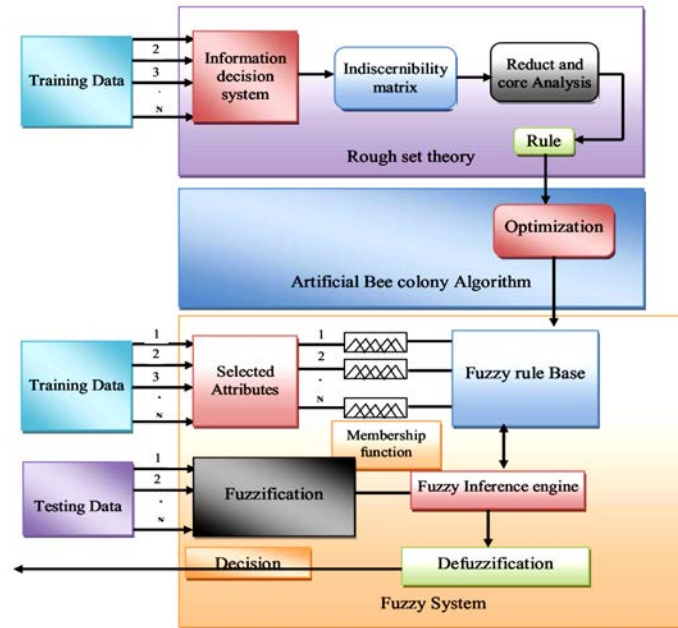 2
3
.
.
N
Training Data
Information
decision
system
Indiscernibility
matrix
Reduct and
core Analysis
Rule
Rough set theory
Optimization
Artificial Bee colony Algorithm
1
2
3
.
.
N
Training Data
Selected
Attributes
1
2
.
.
N
Fuzzy rule Base
Membership
function
1
2
.
.
N
Testing Data
Fuzzification
Fuzzy Inference engine
Decision
Defuzzification
Fuzzy System